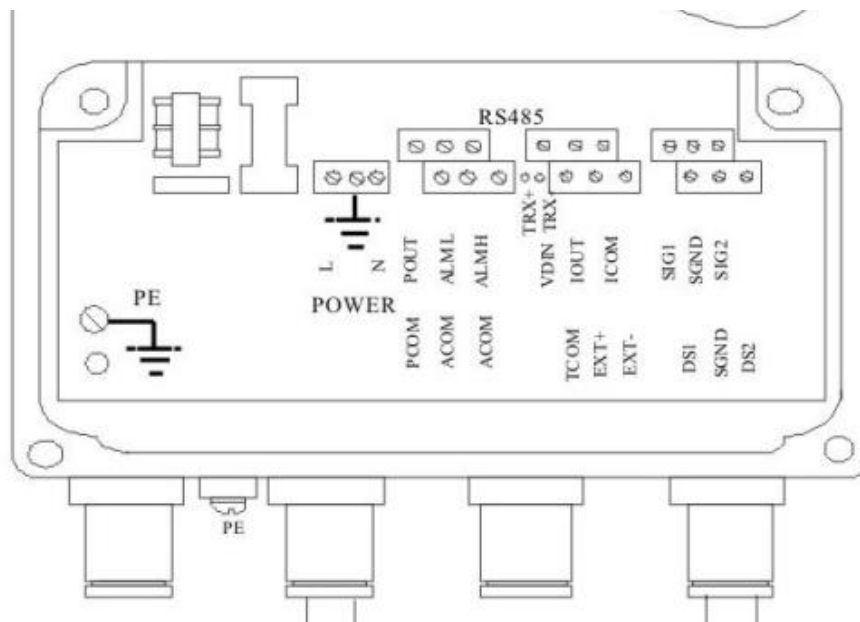 RS485
TRX+
TRX-
L
N
POUT
ALML
ALMH
VDIN
IOUT
ICOM
SIG1
SGND
SIG2
PE
POWER
PCOM
ACOM
ACOM
TCOM
EXT+
EXT-
DS1
SGND
DS2
PE